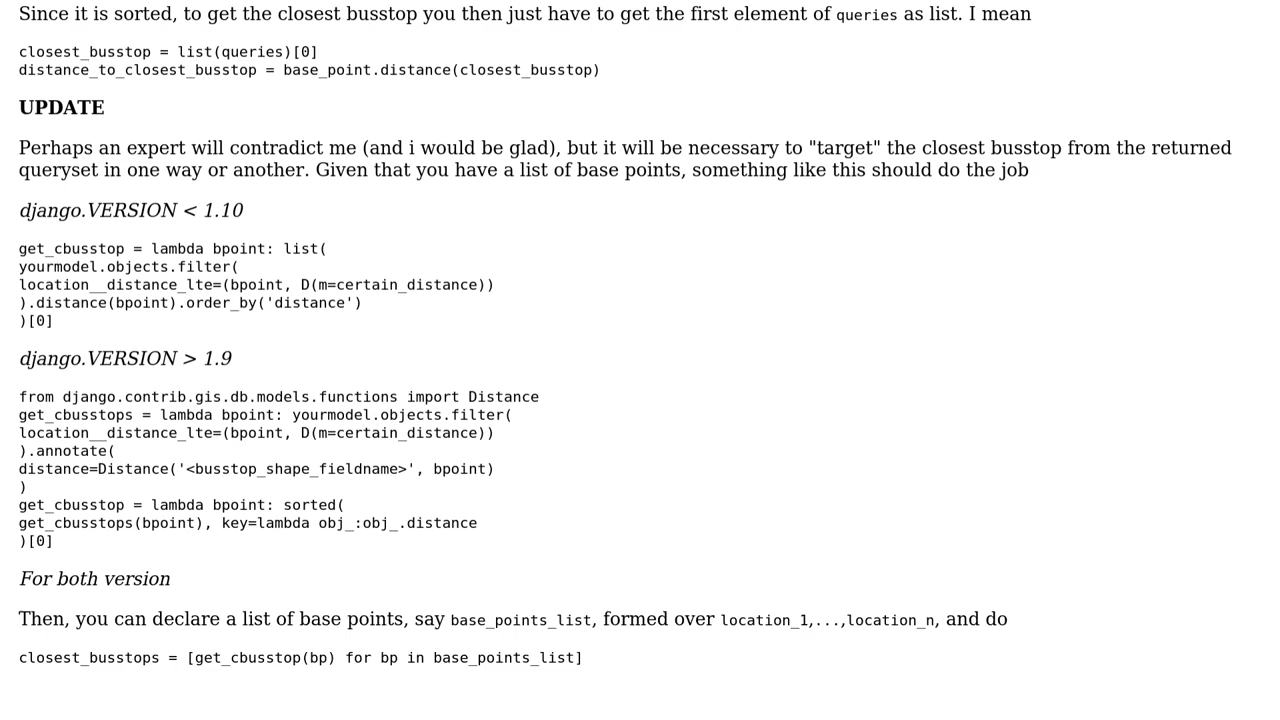 Since it is sorted, to get the closest busstop you then just have to get the first element of queries as list. I mean
closest_busstop = list(queries)[0]
distance_to_closest_busstop = base_point.distance(closest_busstop)
UPDATE
Perhaps an expert will contradict me (and i would be glad), but it will be necessary to "target" the closest busstop from the returned
queryset in one way or another. Given that you have a list of base points, something like this should do the job
django.VERSION < 1.10
get_cbusstop = lambda bpoint: list(
yourmodel.objects.filter(
location__distance_lte=(bpoint, D(m=certain_distance))
).distance(bpoint).order_by('distance')
)[0]
django.VERSION > 1.9
from django.contrib.gis.db.models.functions import Distance
get_cbusstops = lambda bpoint: yourmodel.objects.filter(
location__distance_lte=(bpoint, D(m=certain_distance))
).annotate(
distance=Distance('<busstop_shape_fieldname>', bpoint)
)
get_cbusstop = lambda bpoint: sorted(
get_cbusstops(bpoint), key=lambda obj_:obj_.distance
)[0]
For both version
Then, you can declare a list of base points, say base_points_list, formed over location_1,...,location_n, and do
closest_busstops = [get_cbusstop(bp) for bp in base_points_list]